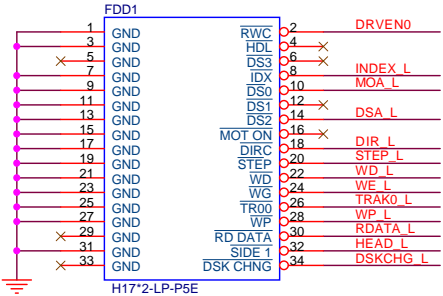 FDD1
1 GND RWC 2 DRVEN0
3 GND HDL 4
5 GND DS3 6
7 GND IDX 8 INDEX_L
9 GND DS0 10 MOA_L
11 GND DS1 12
13 GND DS2 14 DSA_L
15 GND MOT ON 16
17 GND DIRC 18 DIR_L
19 GND STEP 20 STEP_L
21 GND WD 22 WD_L
23 GND WG 24 WE_L
25 GND TR00 26 TRAK0_L
27 GND WP 28 WP_L
29 GND RD DATA 30 RDATA_L
31 GND SIDE 1 32 HEAD_L
33 GND DSK CHNG 34 DSKCHG_L
H17*2-LP-P5E